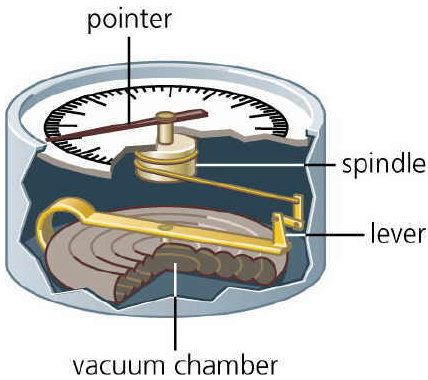 pointer
spindle
lever
vacuum chamber